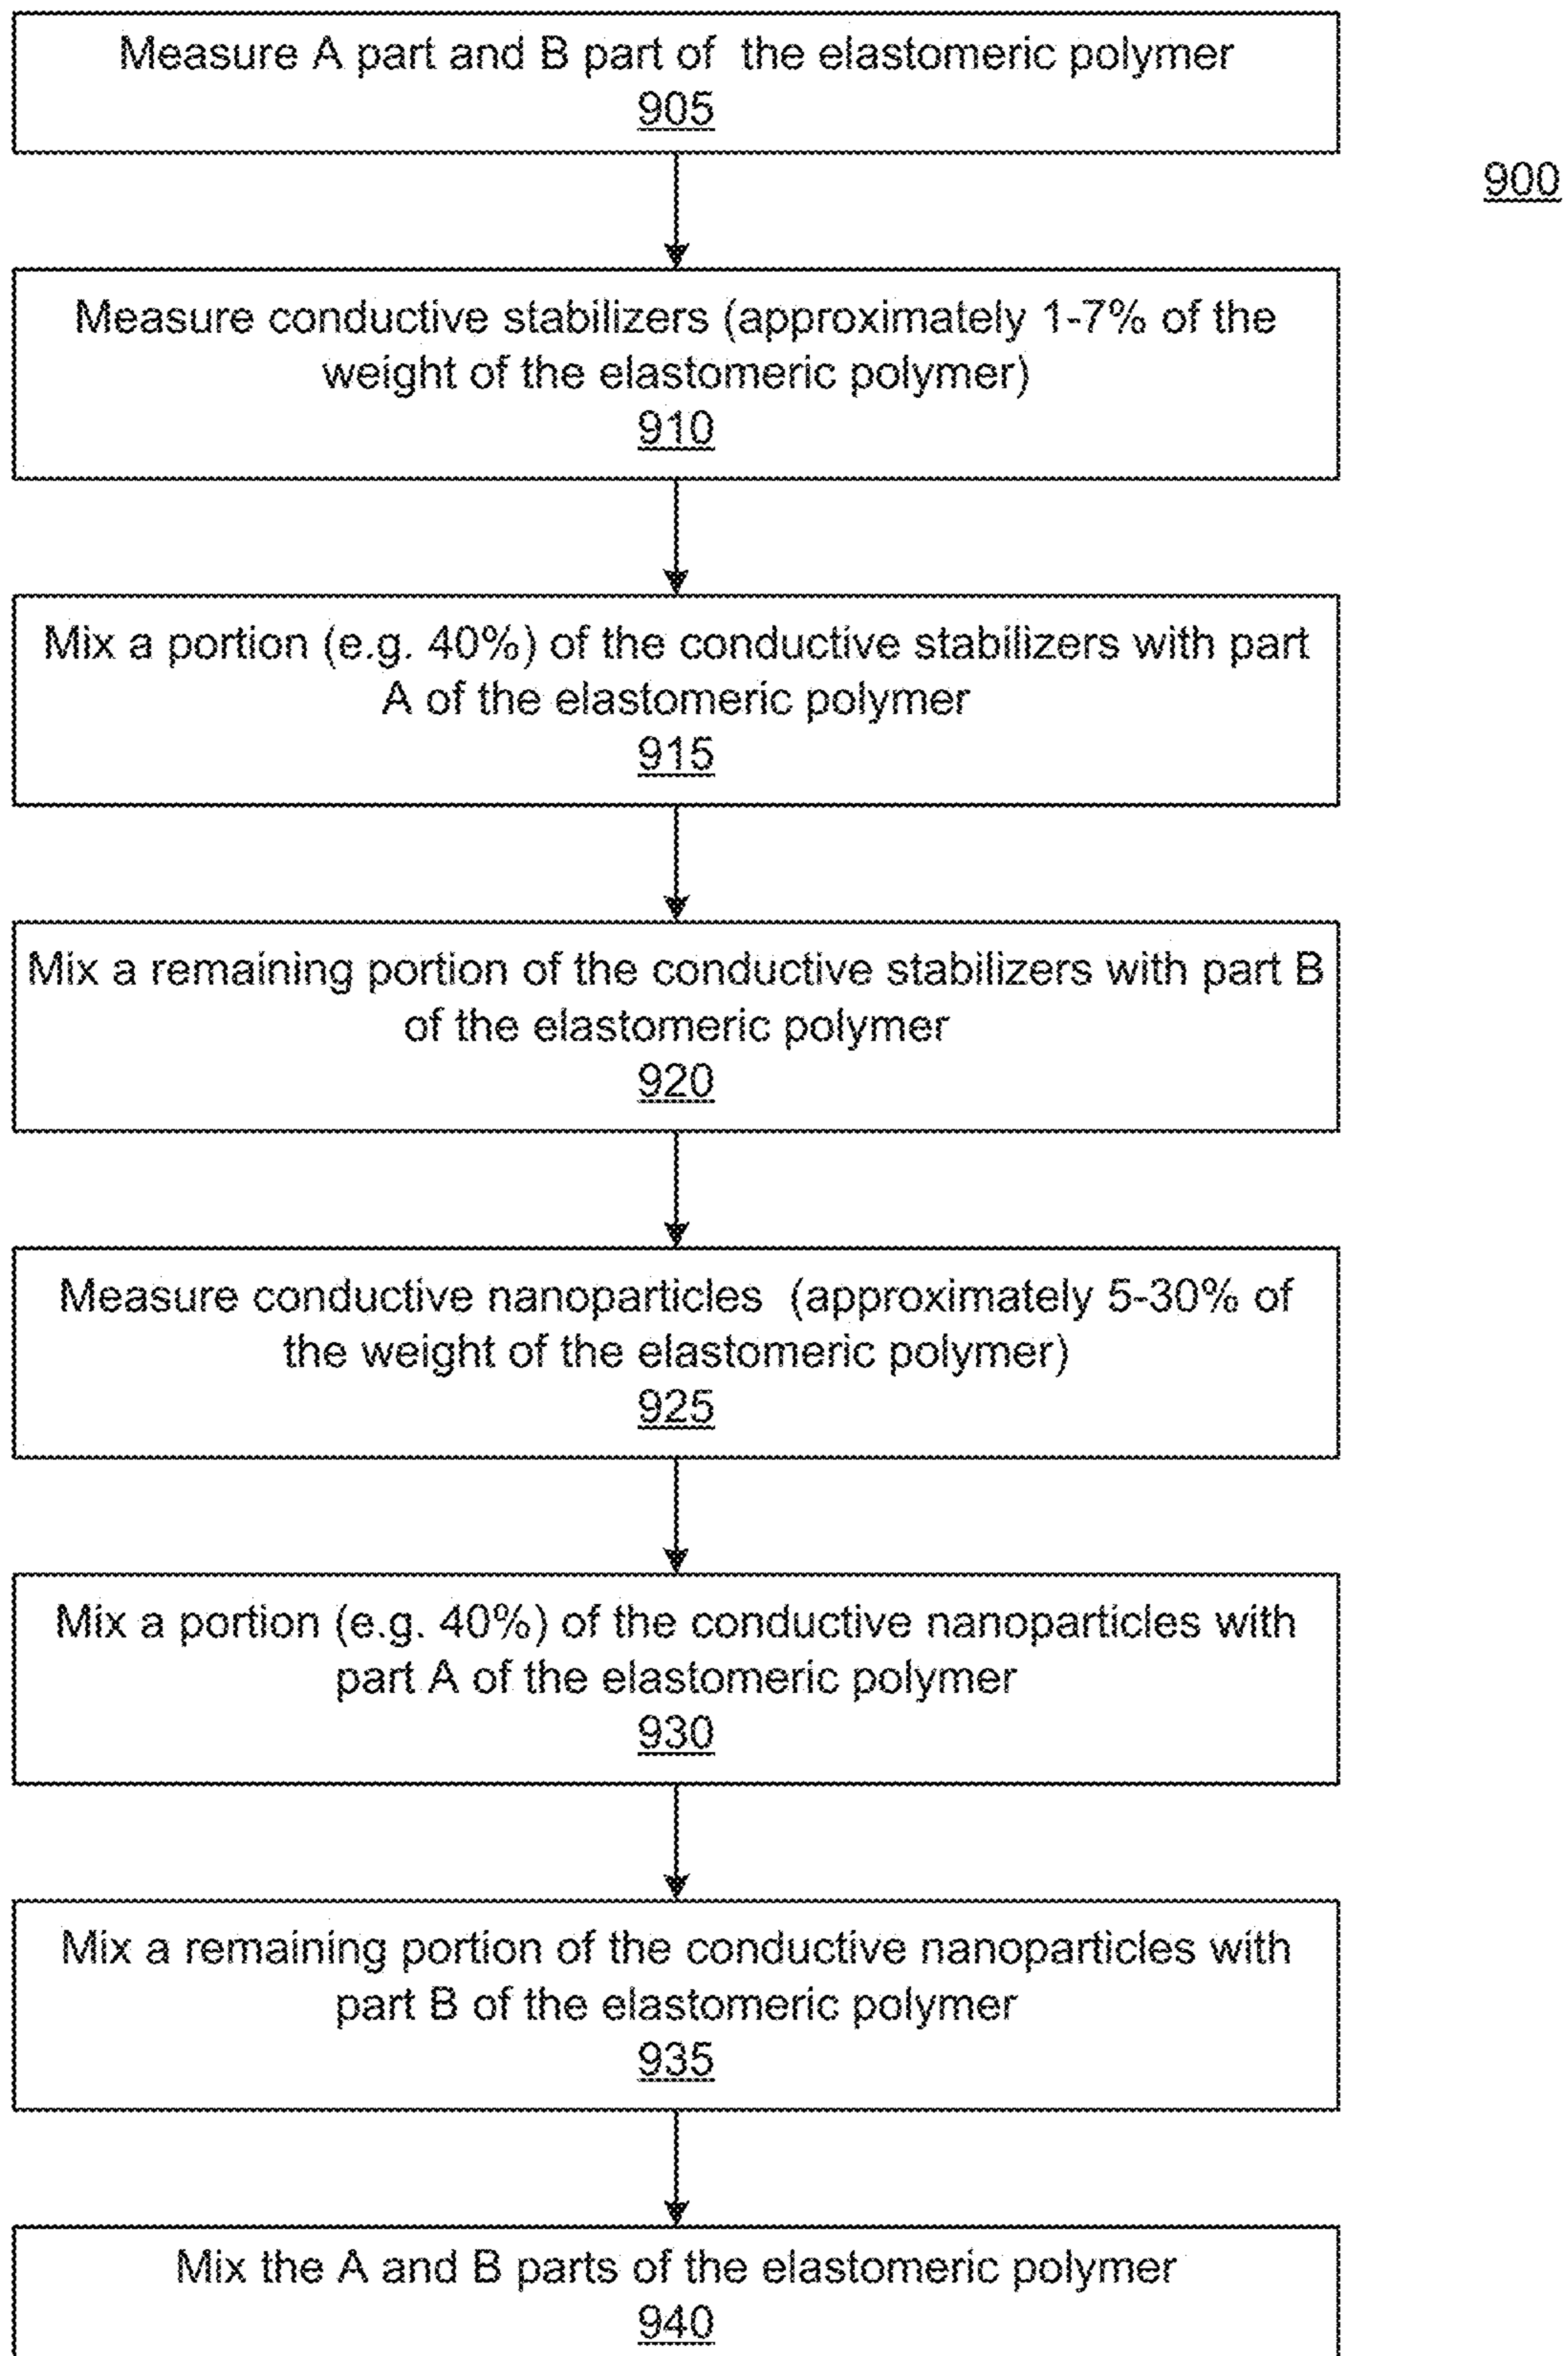 Measure A part and B part of the elastomeric polymer
905
900
Measure conductive stabilizers (approximately 1-7% of the
weight of the elastomeric polymer)
910
Mix a portion (e.g. 40%) of the conductive stabilizers with part
A of the elastomeric polymer
915
Mix a remaining portion of the conductive stabilizers with part B
of the elastomeric polymer
920
Measure conductive nanoparticles (approximately 5-30% of
the weight of the elastomeric polymer)
925
Mix a portion (e.g. 40%) of the conductive nanoparticles with
part A of the elastomeric polymer
930
Mix a remaining portion of the conductive nanoparticles with
part B of the elastomeric polymer
935
Mix the A and B parts of the elastomeric polymer
940